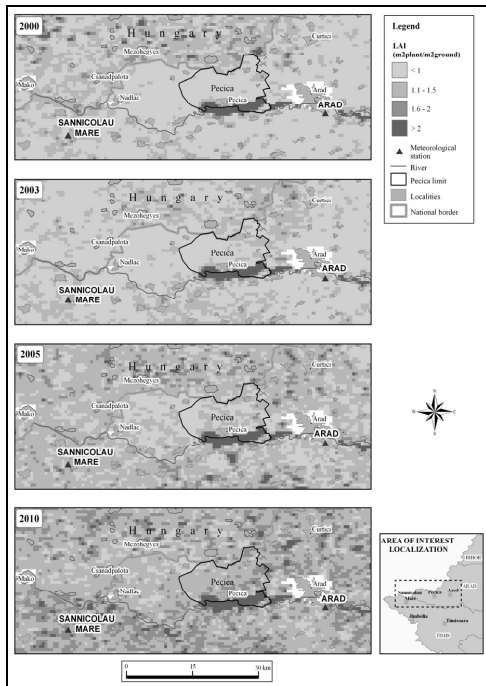 2000
Hungary
Curtici
Mezohegyes
Mako
Csanadpalota
Nadlac
Pecica
Pecica
Arad
ARAD
SANNICOLAU
MARE
2003
Hungary
Curtici
Mezohegyes
Mako
Csanadpalota
Nadlac
Pecica
Pecica
Arad
ARAD
SANNICOLAU
MARE
2005
Hungary
Curtici
Mezohegyes
Mako
Csanadpalota
Nadlac
Pecica
Pecica
Arad
ARAD
SANNICOLAU
MARE
2010
Hungary
Curtici
Mezohegyes
Mako
Csanadpalota
Nadlac
Pecica
Pecica
Arad
ARAD
SANNICOLAU
MARE
0 15 30 km
Legend
LAI
(m2plant/m2ground)
< 1
1.1 - 1.5
1.6 - 2
> 2
Meteorological
station
River
Pecica limit
Localities
National border
N
W E
S
AREA OF INTEREST
LOCALIZATION
BIHOR
ARAD
Sannicolau
Mare
Pecica
Arad
Jimbolia
Timisoara
TIMIS